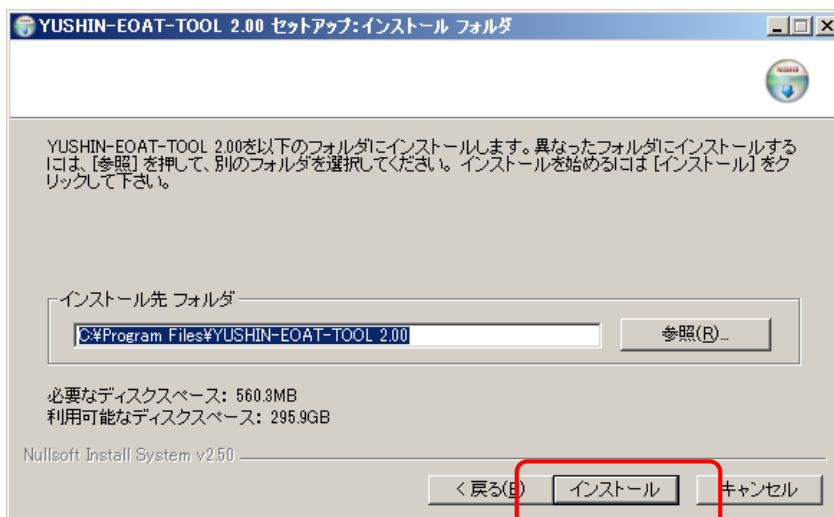 YUSHIN-EOAT-TOOL 2.00 セットアップ:インストール フォルダ
YUSHIN-EOAT-TOOL 2.00を以下のフォルダにインストールします。異なったフォルダにインストールする
には、[参照] を押して、別のフォルダを選択してください。 インストールを始めるには [インストール] をク
リックして下さい。
インストール先 フォルダ
C:¥Program Files¥YUSHIN-EOAT-TOOL 2.00
参照(R)...
必要なディスクスペース: 560.3MB
利用可能なディスクスペース: 295.9GB
Nullsoft Install System v2.50
< 戻る(B) インストール キャンセル